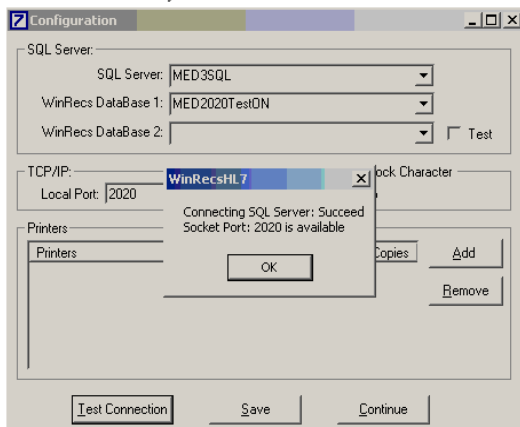 Configuration
SQL Server:
SQL Server: MED3SQL
WinRecs DataBase 1: MED2020TestON
WinRecs DataBase 2:
Test
TCP/IP:
ock Character
Local Port: 2020
WinRecsHL7
Connecting SQL Server: Succeed
Socket Port: 2020 is available
OK
Printers
Printers
Copies
Add
Remove
Test Connection
Save
Continue